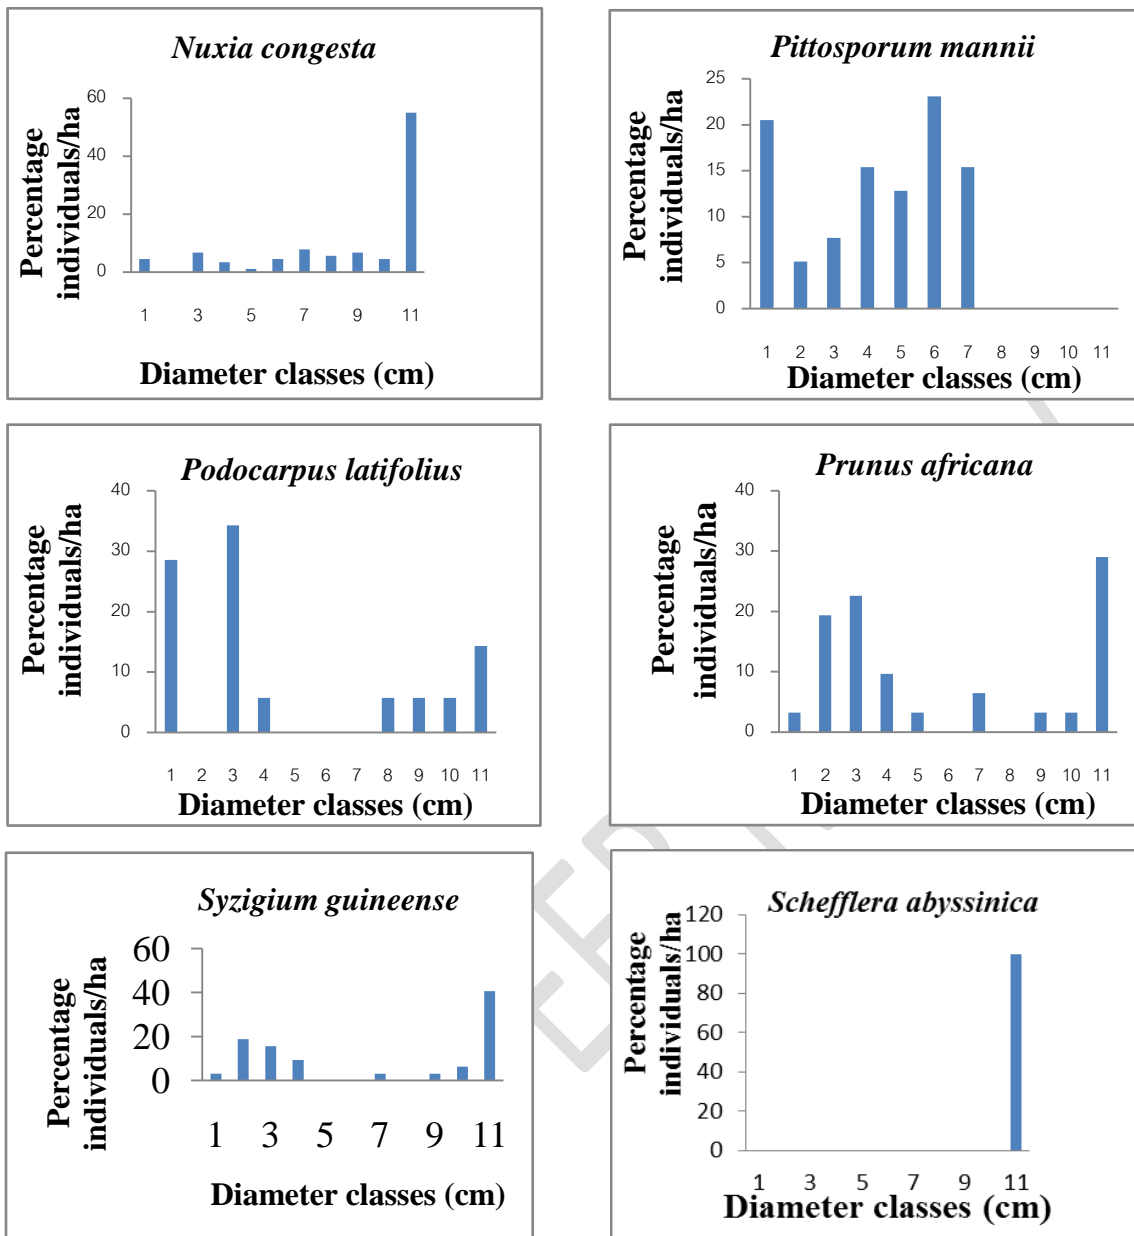 Nuxia congesta
Percentage
individuals/ha
60
40
20
0
1 3 5 7 9 11
Diameter classes (cm)
Pittosporum mannii
Percentage
individuals/ha
25
20
15
10
5
0
1 2 3 4 5 6 7 8 9 10 11
Diameter classes (cm)
Podocarpus latifolius
Percentage
individuals/ha
40
30
20
10
0
1 2 3 4 5 6 7 8 9 10 11
Diameter classes (cm)
Prunus africana
Percentage
individuals/ha
40
30
20
10
0
1 2 3 4 5 6 7 8 9 10 11
Diameter classes (cm)
Syzigium guineense
Percentage
individuals/ha
60
40
20
0
1 3 5 7 9 11
Diameter classes (cm)
Schefflera abyssinica
Percentage
individuals/ha
120
100
80
60
40
20
0
1 3 5 7 9 11
Diameter classes (cm)